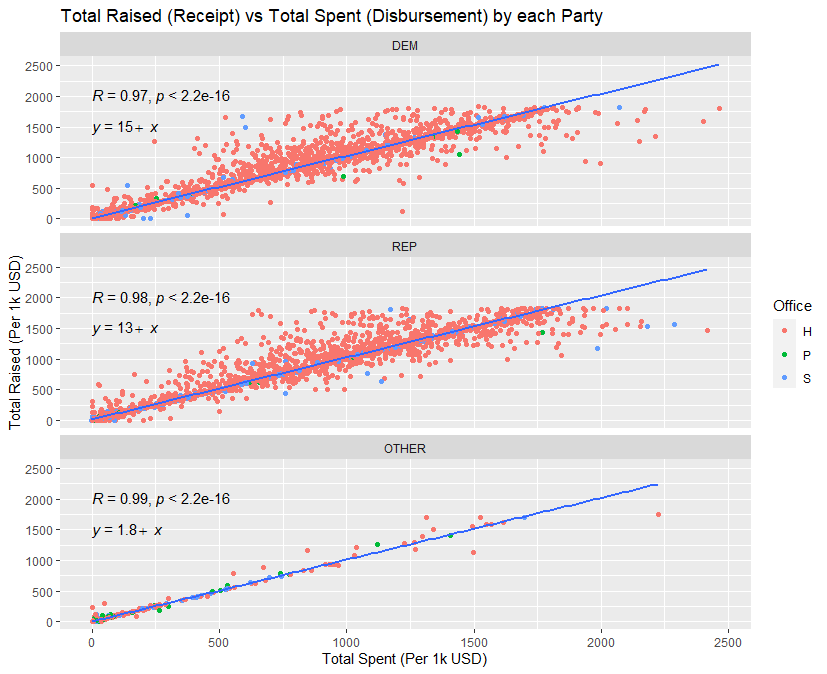 Total Raised (Receipt) vs Total Spent (Disbursement) by each Party
DEM
2500
2000
1500
1000
500
0
R = 0.97, p < 2.2e-16
y = 15 + x
REP
2500
2000
1500
1000
500
0
R = 0.98, p < 2.2e-16
y = 13 + x
OTHER
2500
2000
1500
1000
500
0
R = 0.99, p < 2.2e-16
y = 1.8 + x
Total Raised (Per 1k USD)
0 500 1000 1500 2000 2500
Total Spent (Per 1k USD)
Office
H
P
S